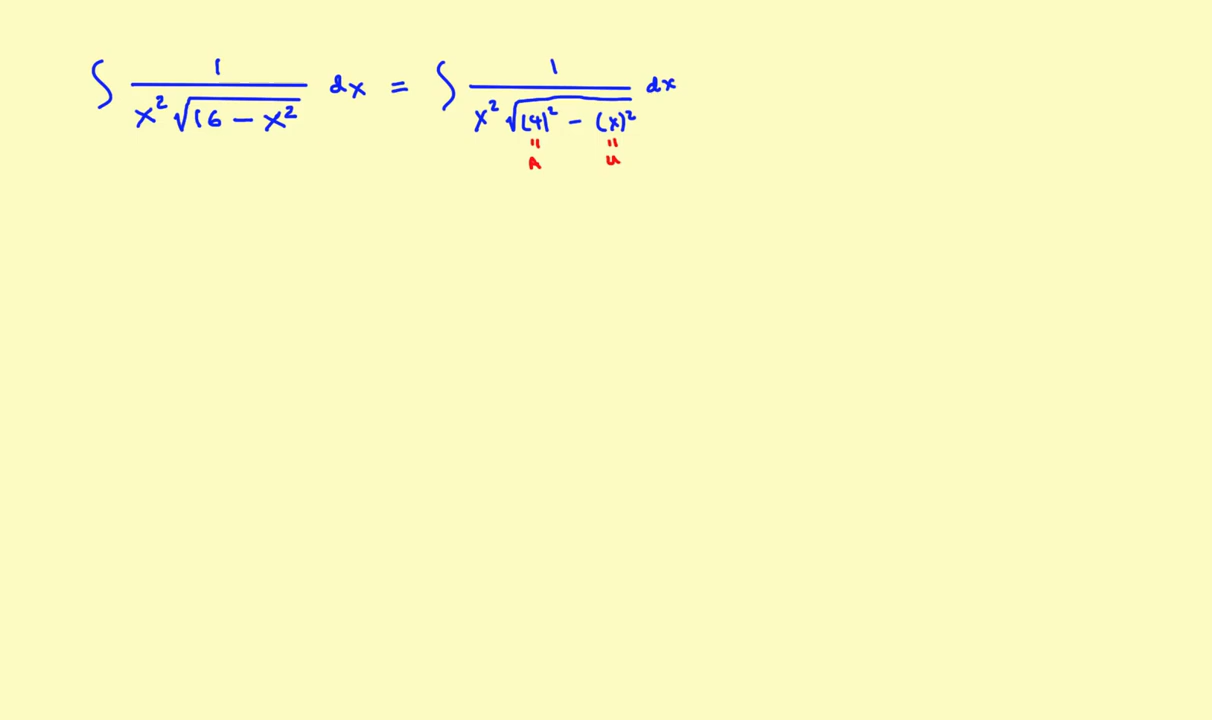 ∫ 1/(x²√(16 − x²)) dx = ∫ 1/(x²√((4)² − (x)²)) dx
" "
A u